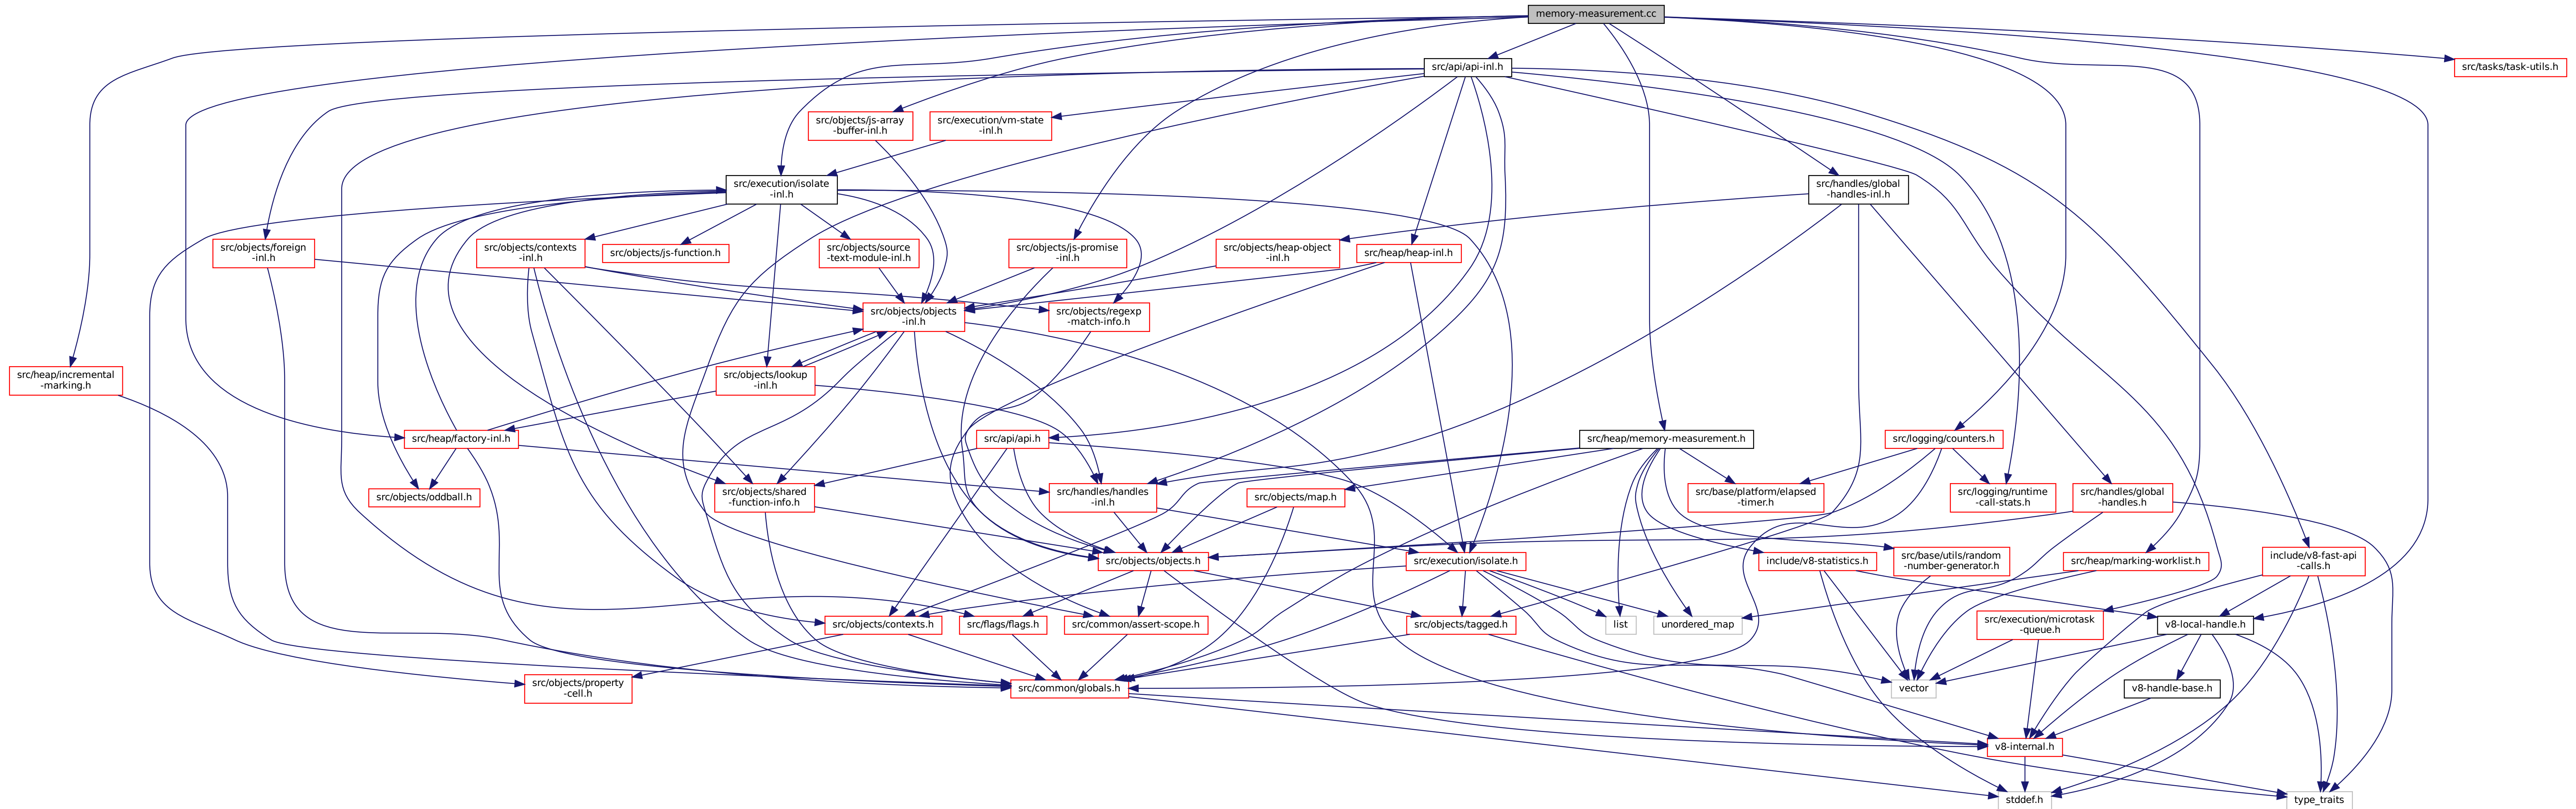 memory-measurement.cc
src/api/api-inl.h
src/tasks/task-utils.h
src/objects/js-array
-buffer-inl.h
src/execution/vm-state
-inl.h
src/execution/isolate
-inl.h
src/handles/global
-handles-inl.h
src/objects/foreign
-inl.h
src/objects/contexts
-inl.h
src/objects/js-function.h
src/objects/source
-text-module-inl.h
src/objects/js-promise
-inl.h
src/objects/heap-object
-inl.h
src/heap/heap-inl.h
src/objects/objects
-inl.h
src/objects/regexp
-match-info.h
src/heap/incremental
-marking.h
src/objects/lookup
-inl.h
src/heap/factory-inl.h
src/api/api.h
src/heap/memory-measurement.h
src/logging/counters.h
src/objects/oddball.h
src/objects/shared
-function-info.h
src/handles/handles
-inl.h
src/objects/map.h
src/base/platform/elapsed
-timer.h
src/logging/runtime
-call-stats.h
src/handles/global
-handles.h
src/objects/objects.h
src/execution/isolate.h
include/v8-statistics.h
src/base/utils/random
-number-generator.h
src/heap/marking-worklist.h
include/v8-fast-api
-calls.h
src/objects/contexts.h
src/flags/flags.h
src/common/assert-scope.h
src/objects/tagged.h
list
unordered_map
src/execution/microtask
-queue.h
v8-local-handle.h
src/objects/property
-cell.h
src/common/globals.h
vector
v8-handle-base.h
v8-internal.h
stddef.h
type_traits